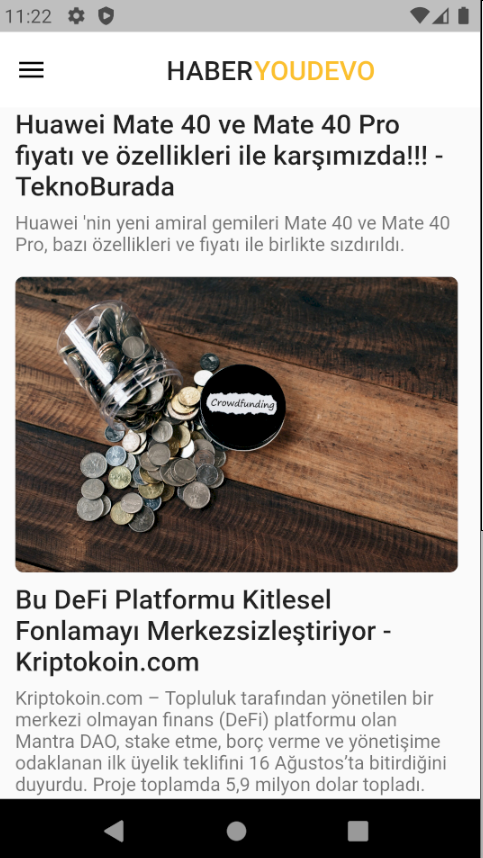 11:22
HABERYOUDEVO
Huawei Mate 40 ve Mate 40 Pro
fiyatı ve özellikleri ile karşımızda!!! -
TeknoBurada
Huawei 'nin yeni amiral gemileri Mate 40 ve Mate 40
Pro, bazı özellikleri ve fiyatı ile birlikte sızdırıldı.
Crowdfunding
Bu DeFi Platformu Kitlesel
Fonlamayı Merkezsizleştiriyor -
Kriptokoin.com
Kriptokoin.com – Topluluk tarafından yönetilen bir
merkezi olmayan finans (DeFi) platformu olan
Mantra DAO, stake etme, borç verme ve yönetişime
odaklanan ilk üyelik teklifini 16 Ağustos’ta bitirdiğini
duyurdu. Proje toplamda 5,9 milyon dolar topladı.